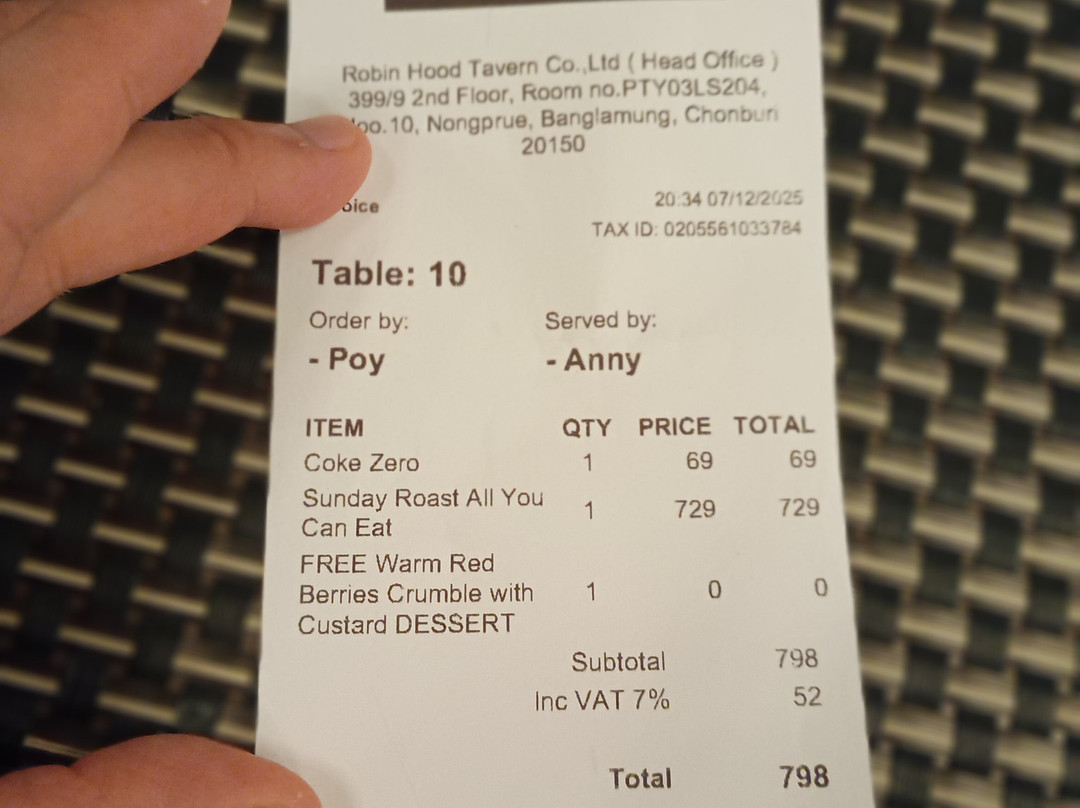 Robin Hood Tavern Co.,Ltd ( Head Office )
399/9 2nd Floor, Room no.PTY03LS204,
10, Nongprue, Banglamung, Chonburi
20150
20:34 07/12/2025
TAX ID: 0205561033784
Table: 10
Order by: Served by:
- Poy - Anny
ITEM QTY PRICE TOTAL
Coke Zero 1 69 69
Sunday Roast All You
Can Eat 1 729 729
FREE Warm Red
Berries Crumble with 1 0 0
Custard DESSERT
Subtotal 798
Inc VAT 7% 52
Total 798